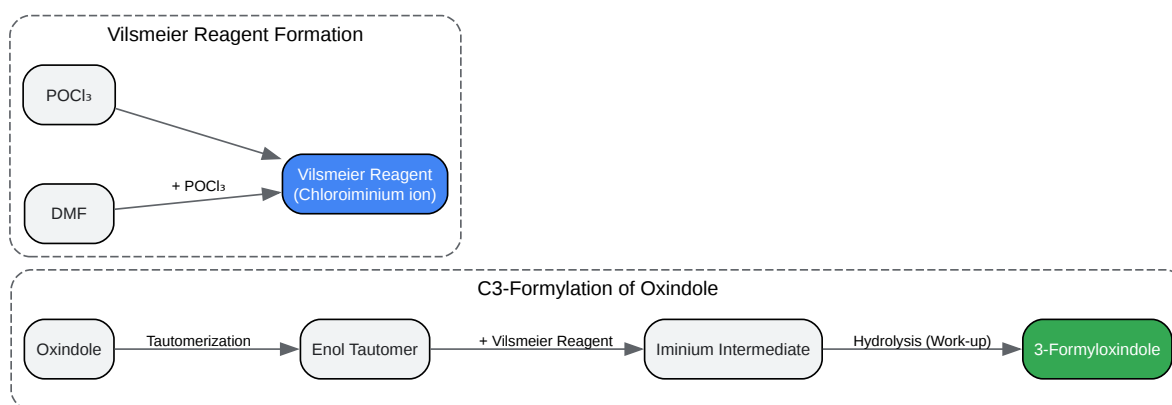 Vilsmeier Reagent Formation
POCl₃
DMF
+ POCl₃
Vilsmeier Reagent
(Chloroiminium ion)
C3-Formylation of Oxindole
Oxindole
Tautomerization
Enol Tautomer
+ Vilsmeier Reagent
Iminium Intermediate
Hydrolysis (Work-up)
3-Formyloxindole